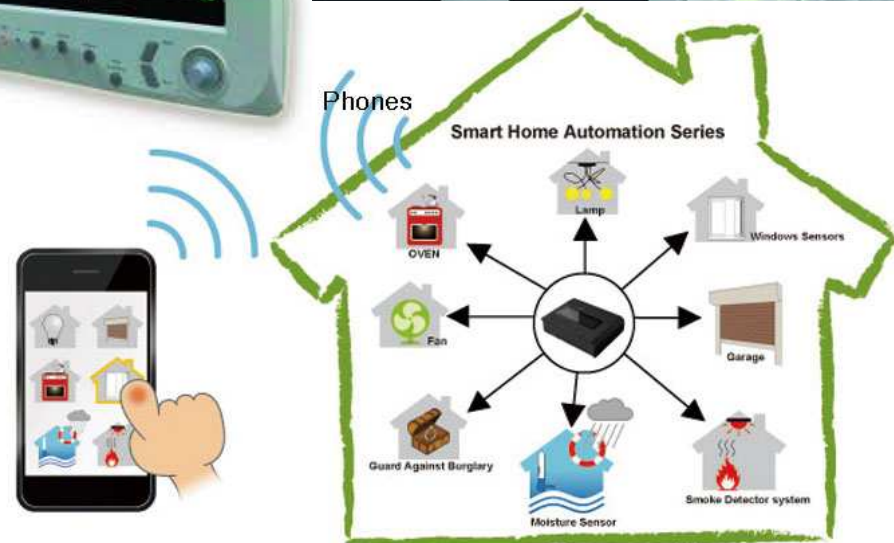 Phones
Smart Home Automation Series
Lamp
OVEN
Windows Sensors
Fan
Garage
Guard Against Burglary
Moisture Sensor
Smoke Detector system